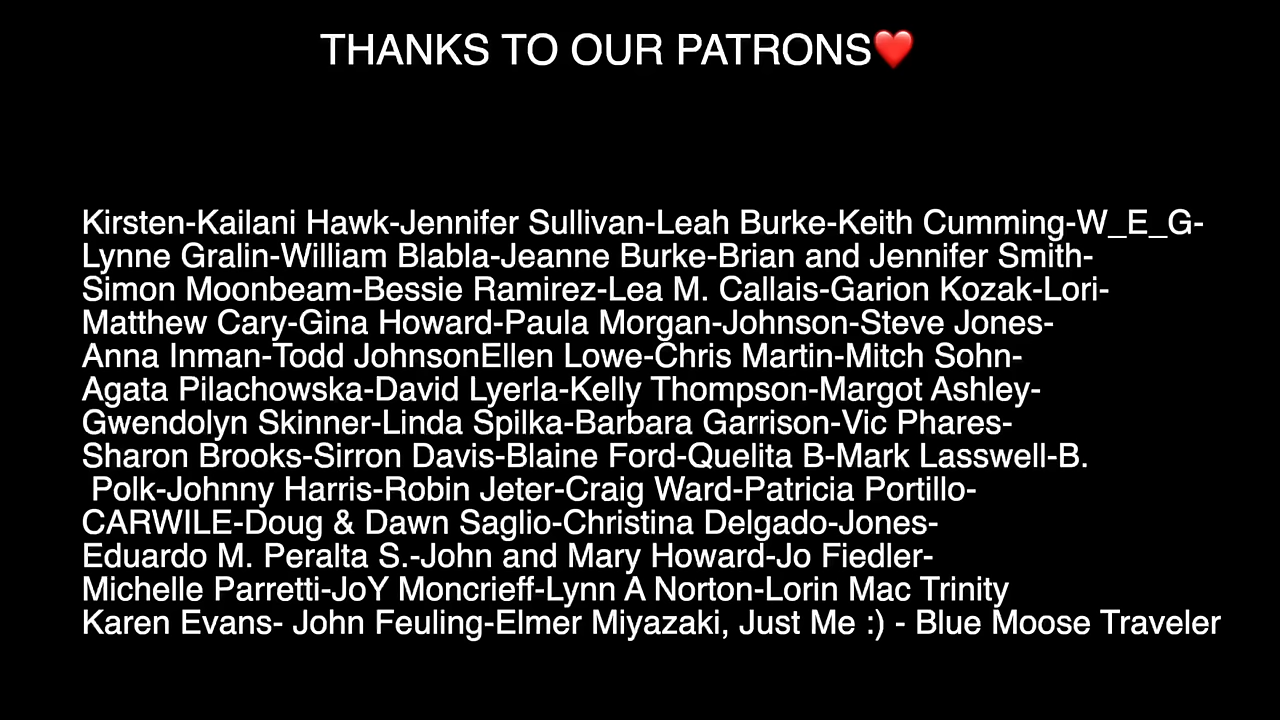 THANKS TO OUR PATRONS❤️
Kirsten-Kailani Hawk-Jennifer Sullivan-Leah Burke-Keith Cumming-W_E_G-
Lynne Gralin-William Blabla-Jeanne Burke-Brian and Jennifer Smith-
Simon Moonbeam-Bessie Ramirez-Lea M. Callais-Garion Kozak-Lori-
Matthew Cary-Gina Howard-Paula Morgan-Johnson-Steve Jones-
Anna Inman-Todd JohnsonEllen Lowe-Chris Martin-Mitch Sohn-
Agata Pilachowska-David Lyerla-Kelly Thompson-Margot Ashley-
Gwendolyn Skinner-Linda Spilka-Barbara Garrison-Vic Phares-
Sharon Brooks-Sirron Davis-Blaine Ford-Quelita B-Mark Lasswell-B.
Polk-Johnny Harris-Robin Jeter-Craig Ward-Patricia Portillo-
CARWILE-Doug & Dawn Saglio-Christina Delgado-Jones-
Eduardo M. Peralta S.-John and Mary Howard-Jo Fiedler-
Michelle Parretti-JoY Moncrieff-Lynn A Norton-Lorin Mac Trinity
Karen Evans- John Feuling-Elmer Miyazaki, Just Me :) - Blue Moose Traveler